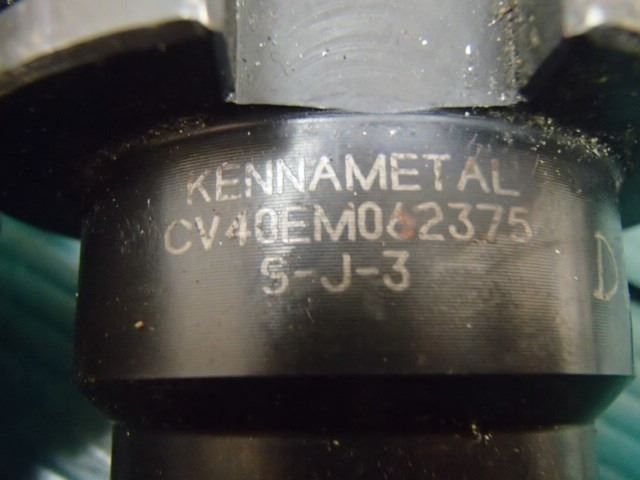 KENNAMETAL
CV40EM062375
S-J-3
D